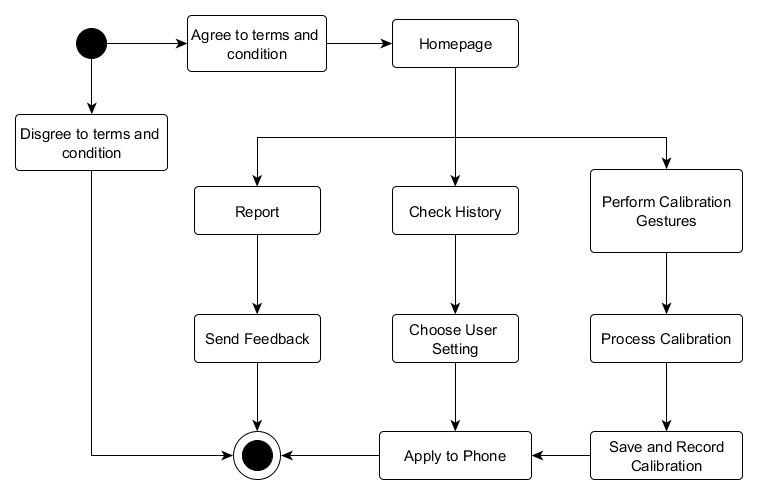 Agree to terms and
condition
Homepage
Disgree to terms and
condition
Report
Check History
Perform Calibration
Gestures
Send Feedback
Choose User
Setting
Process Calibration
Apply to Phone
Save and Record
Calibration